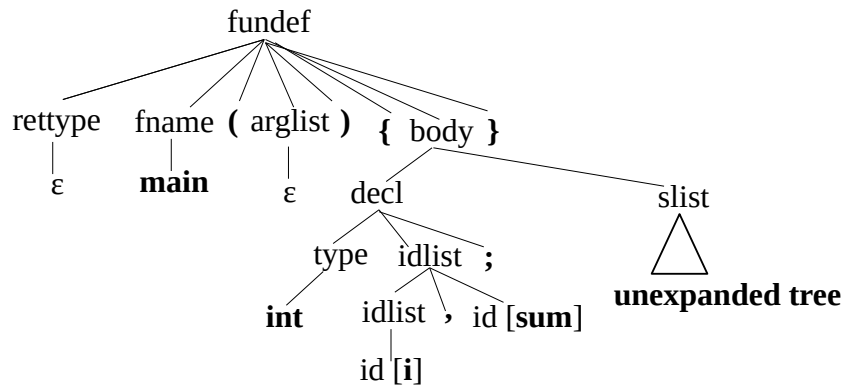 fundef
rettype fname ( arglist ) { body }
ε main ε decl slist
type idlist ;
unexpanded tree
int idlist , id [sum]
id [i]